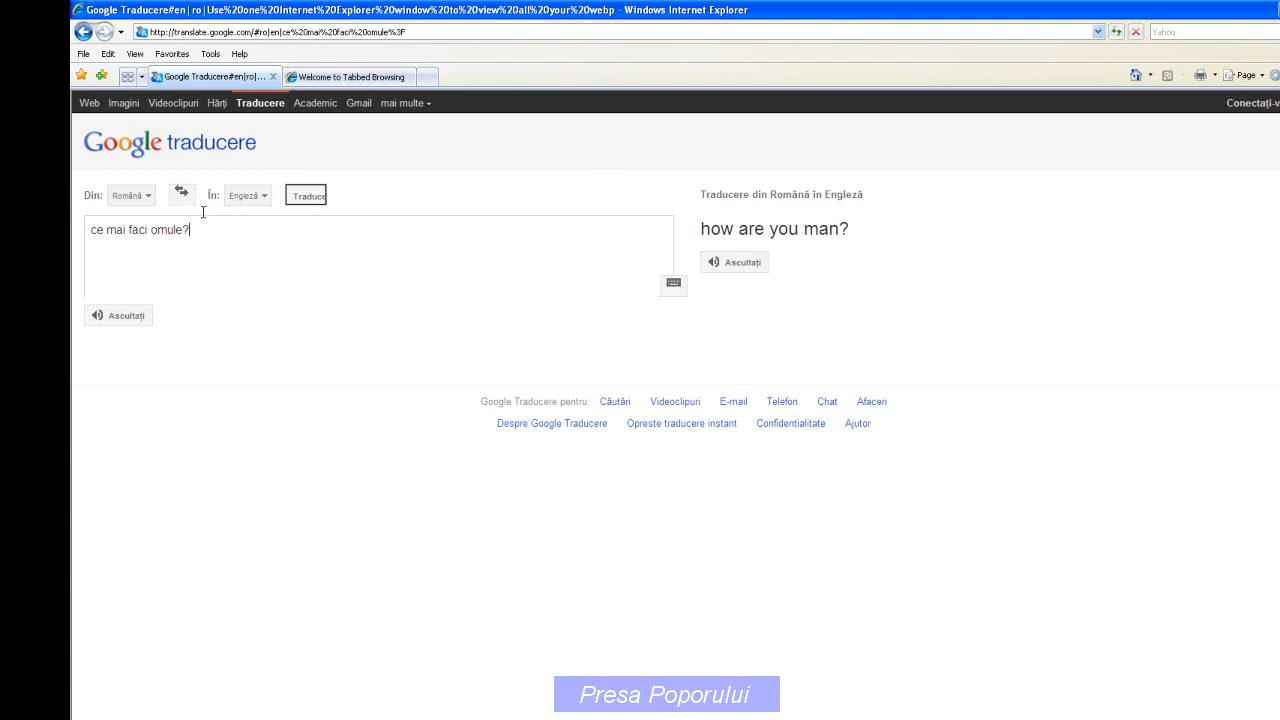 Google Traducere#en|ro|Use%20one%20Internet%20Explorer%20window%20to%20view%20all%20your%20webp - Windows Internet Explorer
http://translate.google.com/#ro|en|ce%20mai%20faci%20omule%3F
Yahoo
File Edit View Favorites Tools Help
Google Traducere#en|ro|... Welcome to Tabbed Browsing
Page
Web Imagini Videoclipuri Hărți Traducere Academic Gmail mai multe
Conectați-v
Google traducere
Din: Română În: Engleză Traduce
Traducere din Română în Engleză
ce mai faci omule?
how are you man?
Ascultați
Ascultați
Google Traducere pentru: Căutări Videoclipuri E-mail Telefon Chat Afaceri
Despre Google Traducere Opreste traducere instant Confidentialitate Ajutor
Presa Poporului